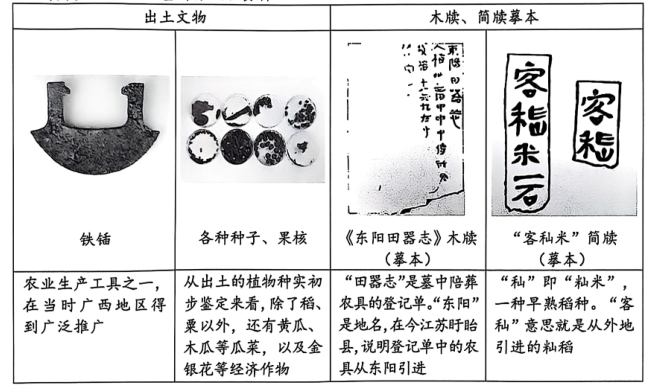 出土文物
木牍、简牍摹本
客秈米一石
客秈
铁锸
各种种子、果核
《东阳田器志》木牍
（摹本）
“客秈米”简牍
（摹本）
农业生产工具之一，
在当时广西地区得
到广泛推广
从出土的植物种实初
步鉴定来看，除了稻、
粟以外，还有黄瓜、
木瓜等瓜菜，以及金
银花等经济作物
“田器志”是墓中陪葬
农具的登记单。“东阳”
是地名，在今江苏盱眙
县，说明登记单中的农
具从东阳引进
“秈”即“籼米”，
一种早熟稻种。“客
秈”意思就是从外地
引进的籼稻